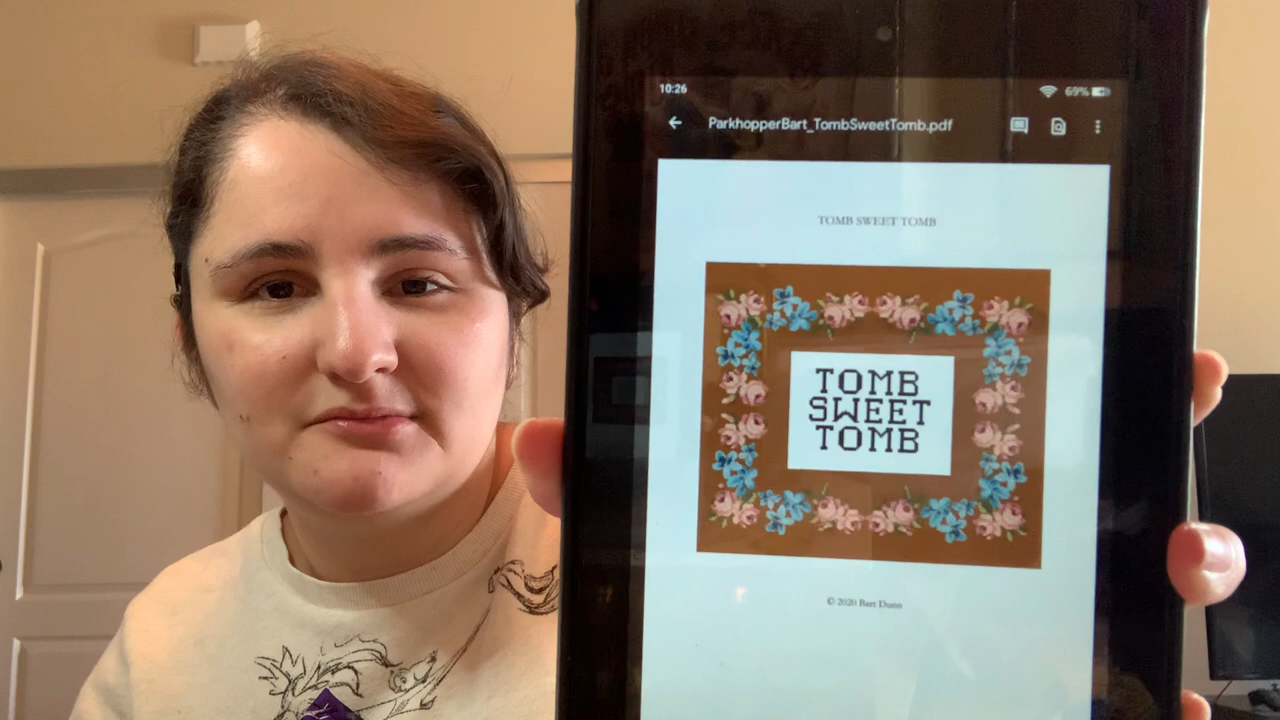 10:26
69%
ParkhopperBart_TombSweetTomb.pdf
TOMB SWEET TOMB
TOMB
SWEET
TOMB
© 2020 Bart Dunn